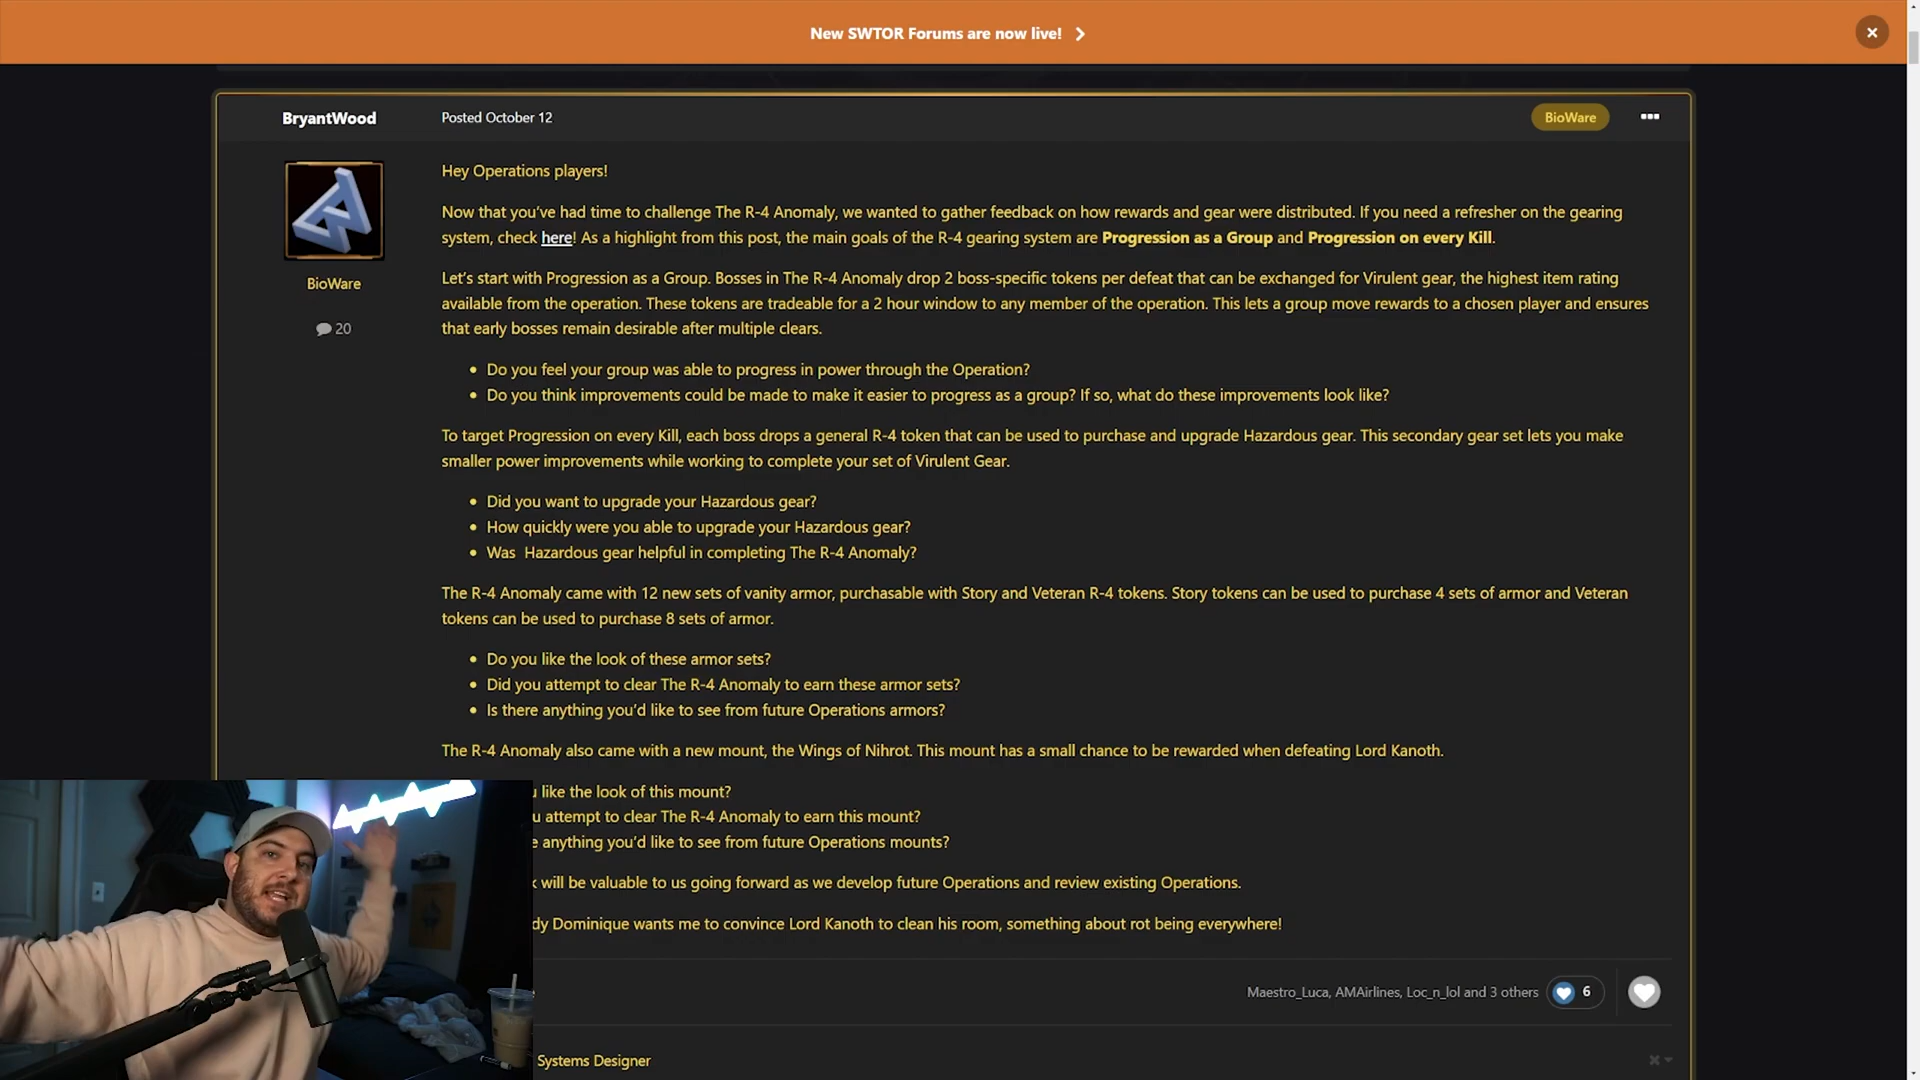 New SWTOR Forums are now live!
BryantWood
Posted October 12
BioWare
Hey Operations players!
Now that you've had time to challenge The R-4 Anomaly, we wanted to gather feedback on how rewards and gear were distributed. If you need a refresher on the gearing
system, check here! As a highlight from this post, the main goals of the R-4 gearing system are Progression as a Group and Progression on every Kill.
BioWare
20
Let's start with Progression as a Group. Bosses in The R-4 Anomaly drop 2 boss-specific tokens per defeat that can be exchanged for Virulent gear, the highest item rating
available from the operation. These tokens are tradeable for a 2 hour window to any member of the operation. This lets a group move rewards to a chosen player and ensures
that early bosses remain desirable after multiple clears.
• Do you feel your group was able to progress in power through the Operation?
• Do you think improvements could be made to make it easier to progress as a group? If so, what do these improvements look like?
To target Progression on every Kill, each boss drops a general R-4 token that can be used to purchase and upgrade Hazardous gear. This secondary gear set lets you make
smaller power improvements while working to complete your set of Virulent Gear.
• Did you want to upgrade your Hazardous gear?
• How quickly were you able to upgrade your Hazardous gear?
• Was  Hazardous gear helpful in completing The R-4 Anomaly?
The R-4 Anomaly came with 12 new sets of vanity armor, purchasable with Story and Veteran R-4 tokens. Story tokens can be used to purchase 4 sets of armor and Veteran
tokens can be used to purchase 8 sets of armor.
• Do you like the look of these armor sets?
• Did you attempt to clear The R-4 Anomaly to earn these armor sets?
• Is there anything you'd like to see from future Operations armors?
The R-4 Anomaly also came with a new mount, the Wings of Nihrot. This mount has a small chance to be rewarded when defeating Lord Kanoth.
like the look of this mount?
attempt to clear The R-4 Anomaly to earn this mount?
anything you'd like to see from future Operations mounts?
will be valuable to us going forward as we develop future Operations and review existing Operations.
Dominique wants me to convince Lord Kanoth to clean his room, something about rot being everywhere!
Maestro_Luca, AMAirlines, Loc_n_lol and 3 others
6
Systems Designer